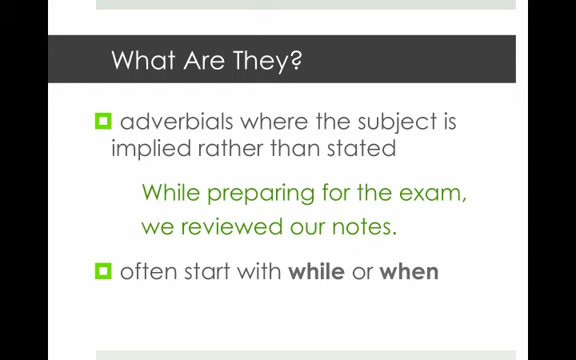 What Are They?
adverbials where the subject is
implied rather than stated
While preparing for the exam,
we reviewed our notes.
often start with while or when